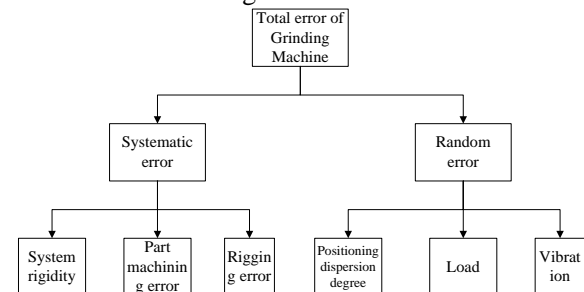 Total error of
Grinding
Machine
Systematic
error
Random
error
System
rigidity
Part
machinin
g error
Riggin
g error
Positioning
dispersion
degree
Load
Vibrat
ion